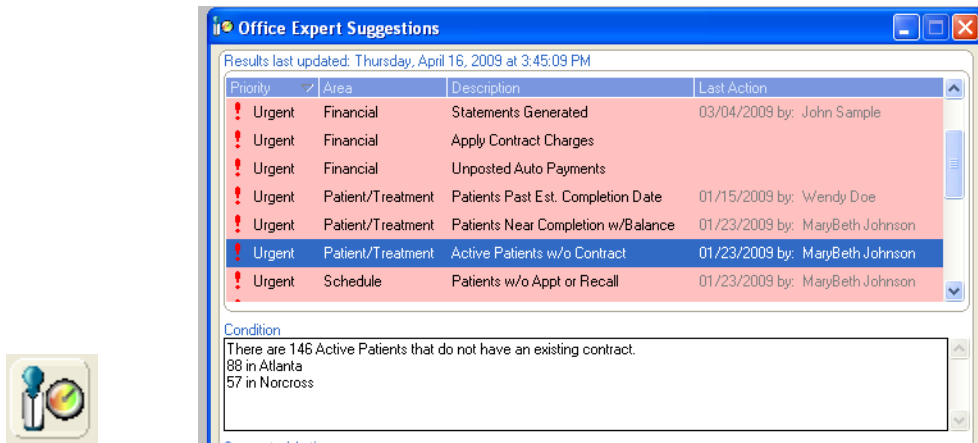 Office Expert Suggestions
Results last updated: Thursday, April 16, 2009 at 3:45:09 PM
Priority Area Description Last Action
Urgent Financial Statements Generated 03/04/2009 by: John Sample
Urgent Financial Apply Contract Charges
Urgent Financial Unposted Auto Payments
Urgent Patient/Treatment Patients Past Est. Completion Date 01/15/2009 by: Wendy Doe
Urgent Patient/Treatment Patients Near Completion w/Balance 01/23/2009 by: MaryBeth Johnson
Urgent Patient/Treatment Active Patients w/o Contract 01/23/2009 by: MaryBeth Johnson
Urgent Schedule Patients w/o Appt or Recall 01/23/2009 by: MaryBeth Johnson
Condition
There are 146 Active Patients that do not have an existing contract.
88 in Atlanta
57 in Norcross